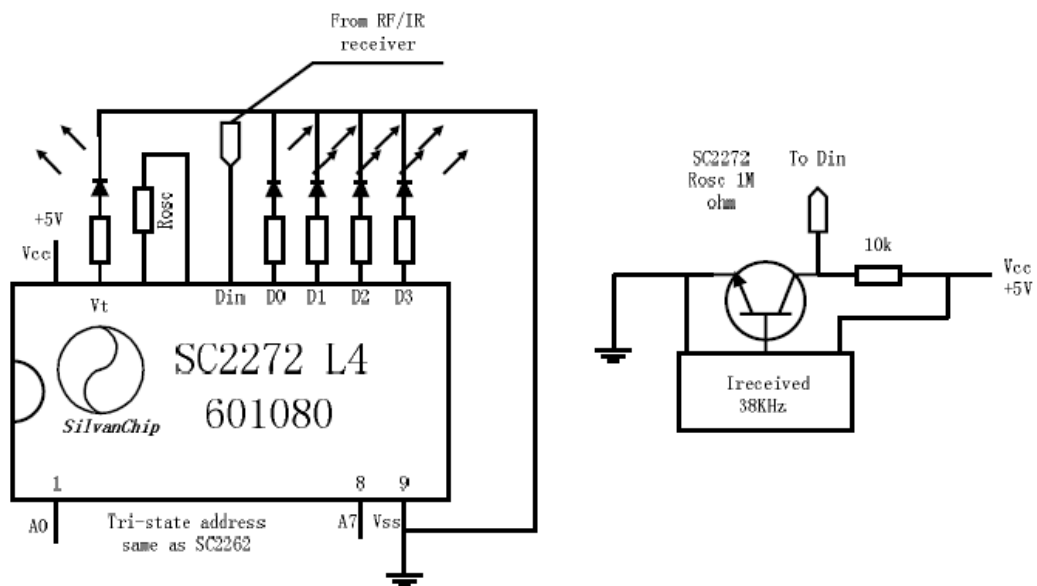 From RF/IR
receiver
+5V
Vcc
Rosc
Vt
Din
D0
D1
D2
D3
SC2272 L4
601080
SilvanChip
1
8
9
A0
Tri-state address
same as SC2262
A7
Vss
SC2272
Rosc 1M
ohm
To Din
10k
Vcc
+5V
Ireceived
38KHz